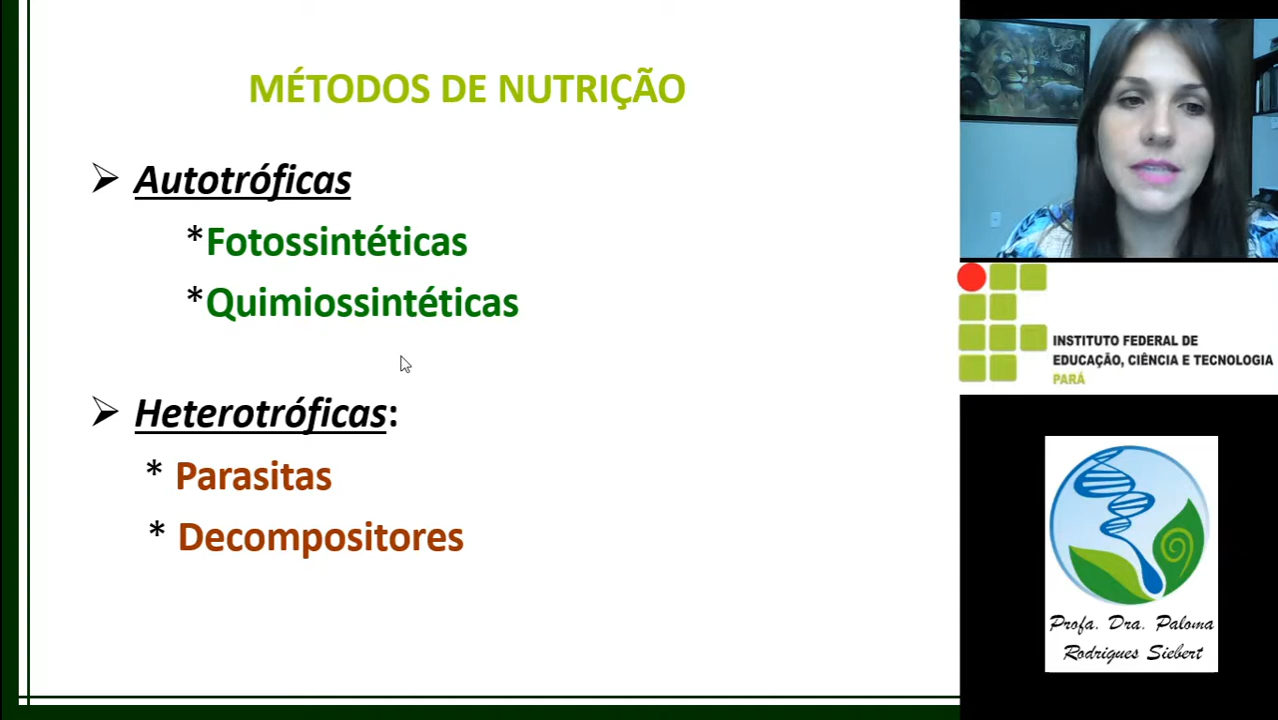 MÉTODOS DE NUTRIÇÃO
➢ Autotróficas
*Fotossintéticas
*Quimiossintéticas
➢ Heterotróficas:
* Parasitas
* Decompositores
INSTITUTO FEDERAL DE
EDUCAÇÃO, CIÊNCIA E TECNOLOGIA
PARÁ
Profa. Dra. Paloma
Rodrigues Siebert